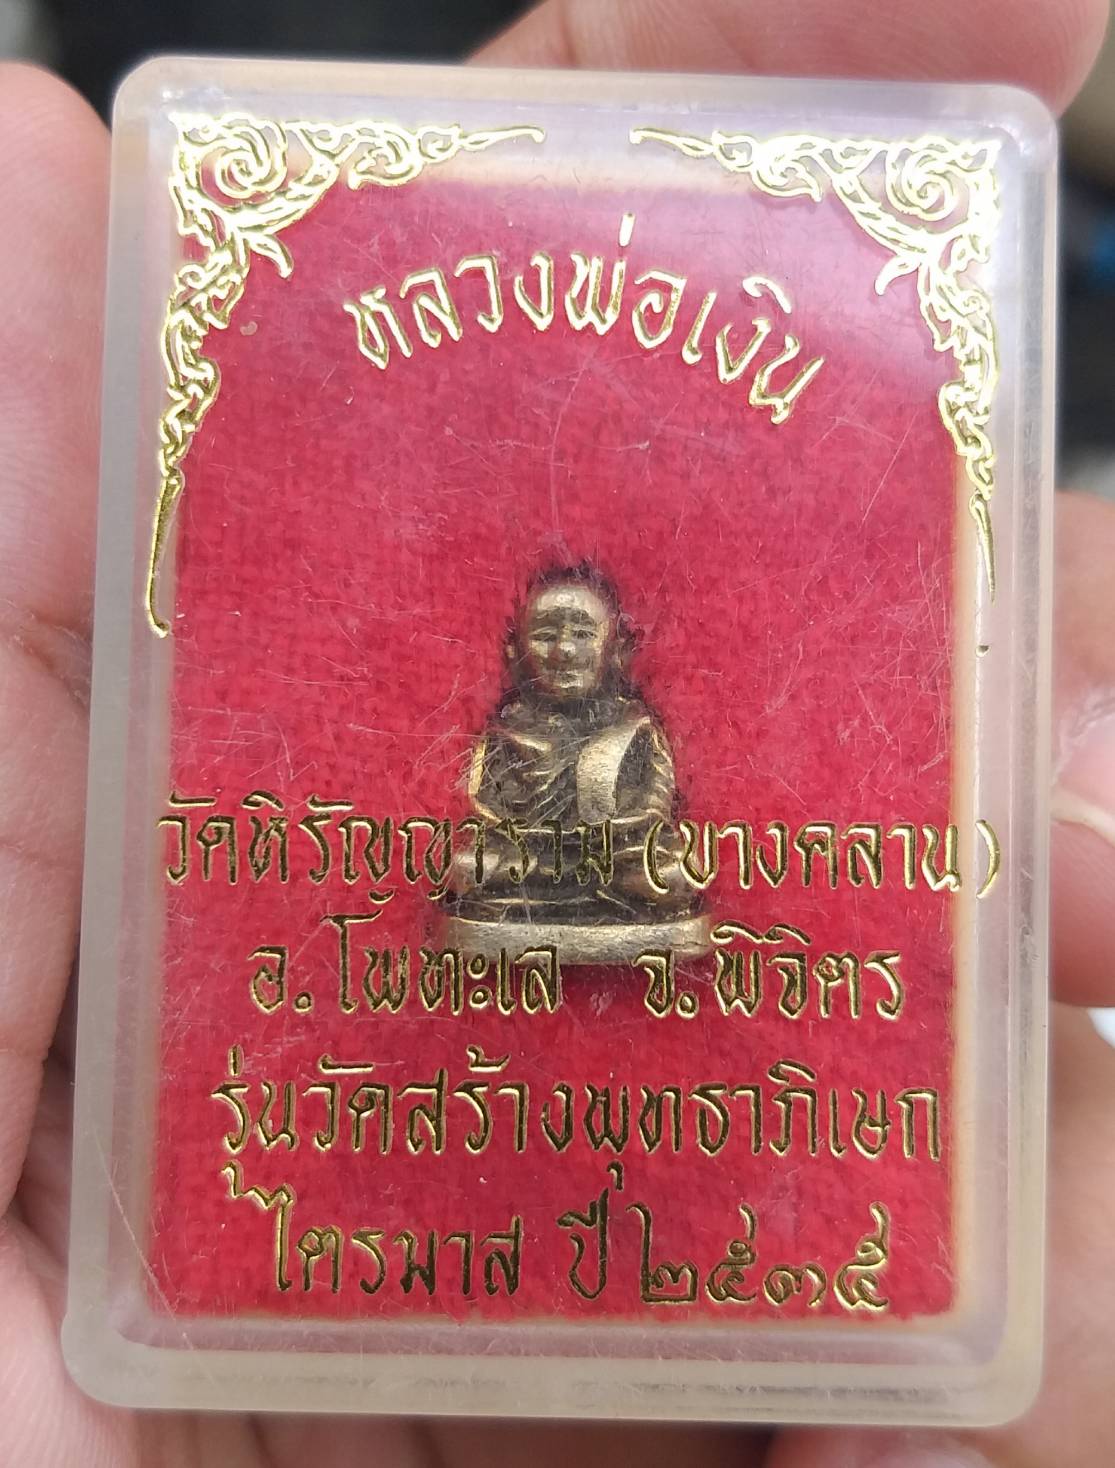 หลวงพ่อเงิน
วัดหิรัญญาราม (บางคลาน)
อ.โพ้ทะเล จ.พิจิตร
รุ่นวัดสร้างพุทธาภิเษก
ไตรมาส ปี ๒๕๓๕